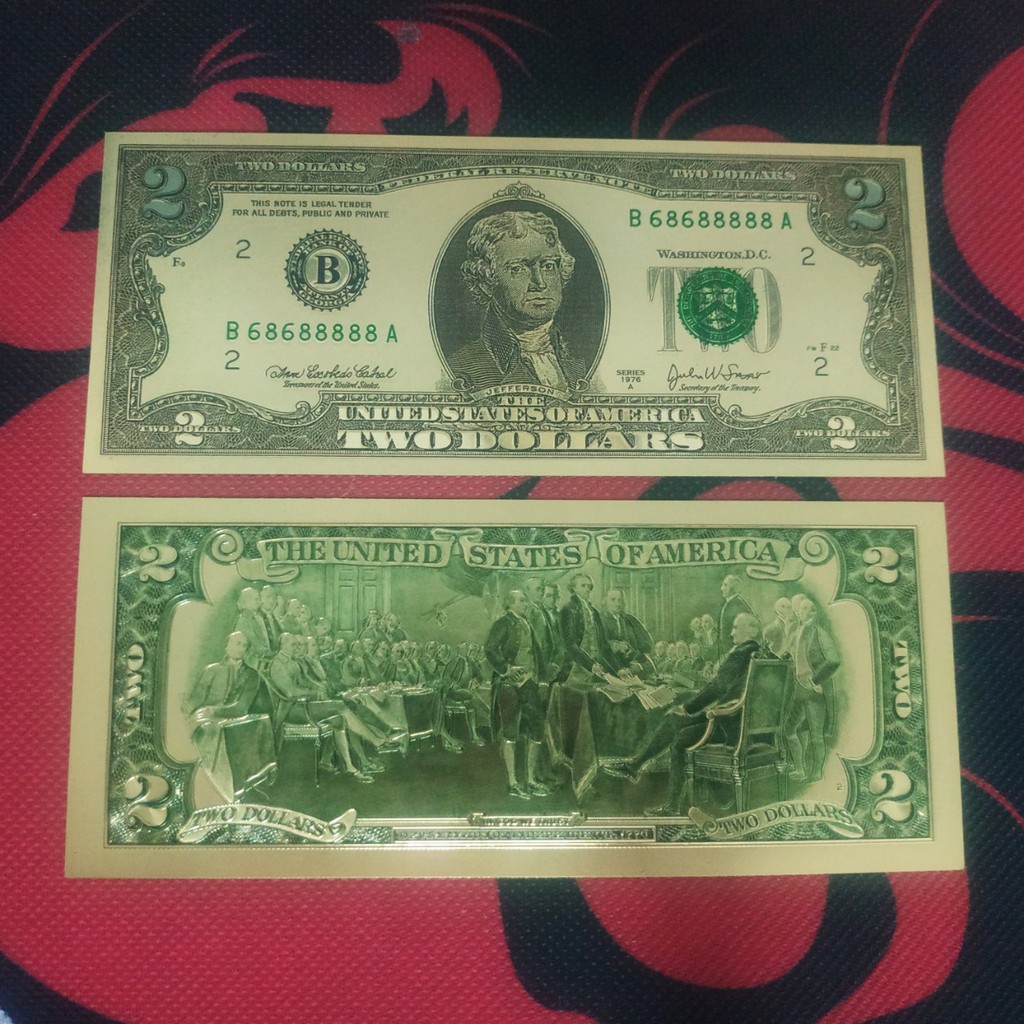 TWO DOLLARS
FEDERAL RESERVE NOTE
TWO DOLLARS
2
2
THIS NOTE IS LEGAL TENDER
FOR ALL DEBTS, PUBLIC AND PRIVATE
B 68688888 A
2
WASHINGTON, D.C.
2
B
TWO
B 68688888 A
2
2
Treasurer of the United States.
SERIES
1976
A
Secretary of the Treasury.
JEFFERSON
THE
UNITED STATES OF AMERICA
TWO DOLLARS
2
TWO DOLLARS
2
TWO DOLLARS
THE UNITED STATES OF AMERICA
2
2
TWO
TWO
2
2
2
TWO DOLLARS
TWO DOLLARS